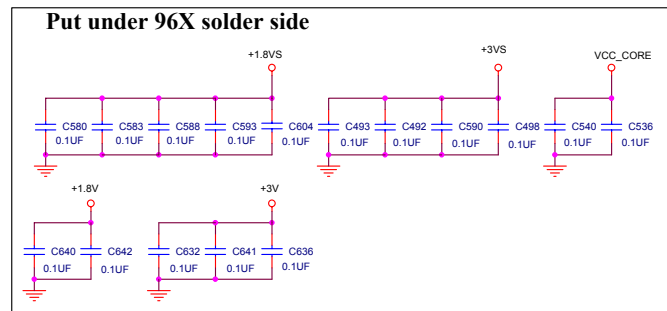 Put under 96X solder side
+1.8VS +3VS VCC_CORE
C580 C583 C588 C593 C604 C493 C492 C590 C498 C540 C536
0.1UF 0.1UF 0.1UF 0.1UF 0.1UF 0.1UF 0.1UF 0.1UF 0.1UF 0.1UF 0.1UF
+1.8V +3V
C640 C642 C632 C641 C636
0.1UF 0.1UF 0.1UF 0.1UF 0.1UF